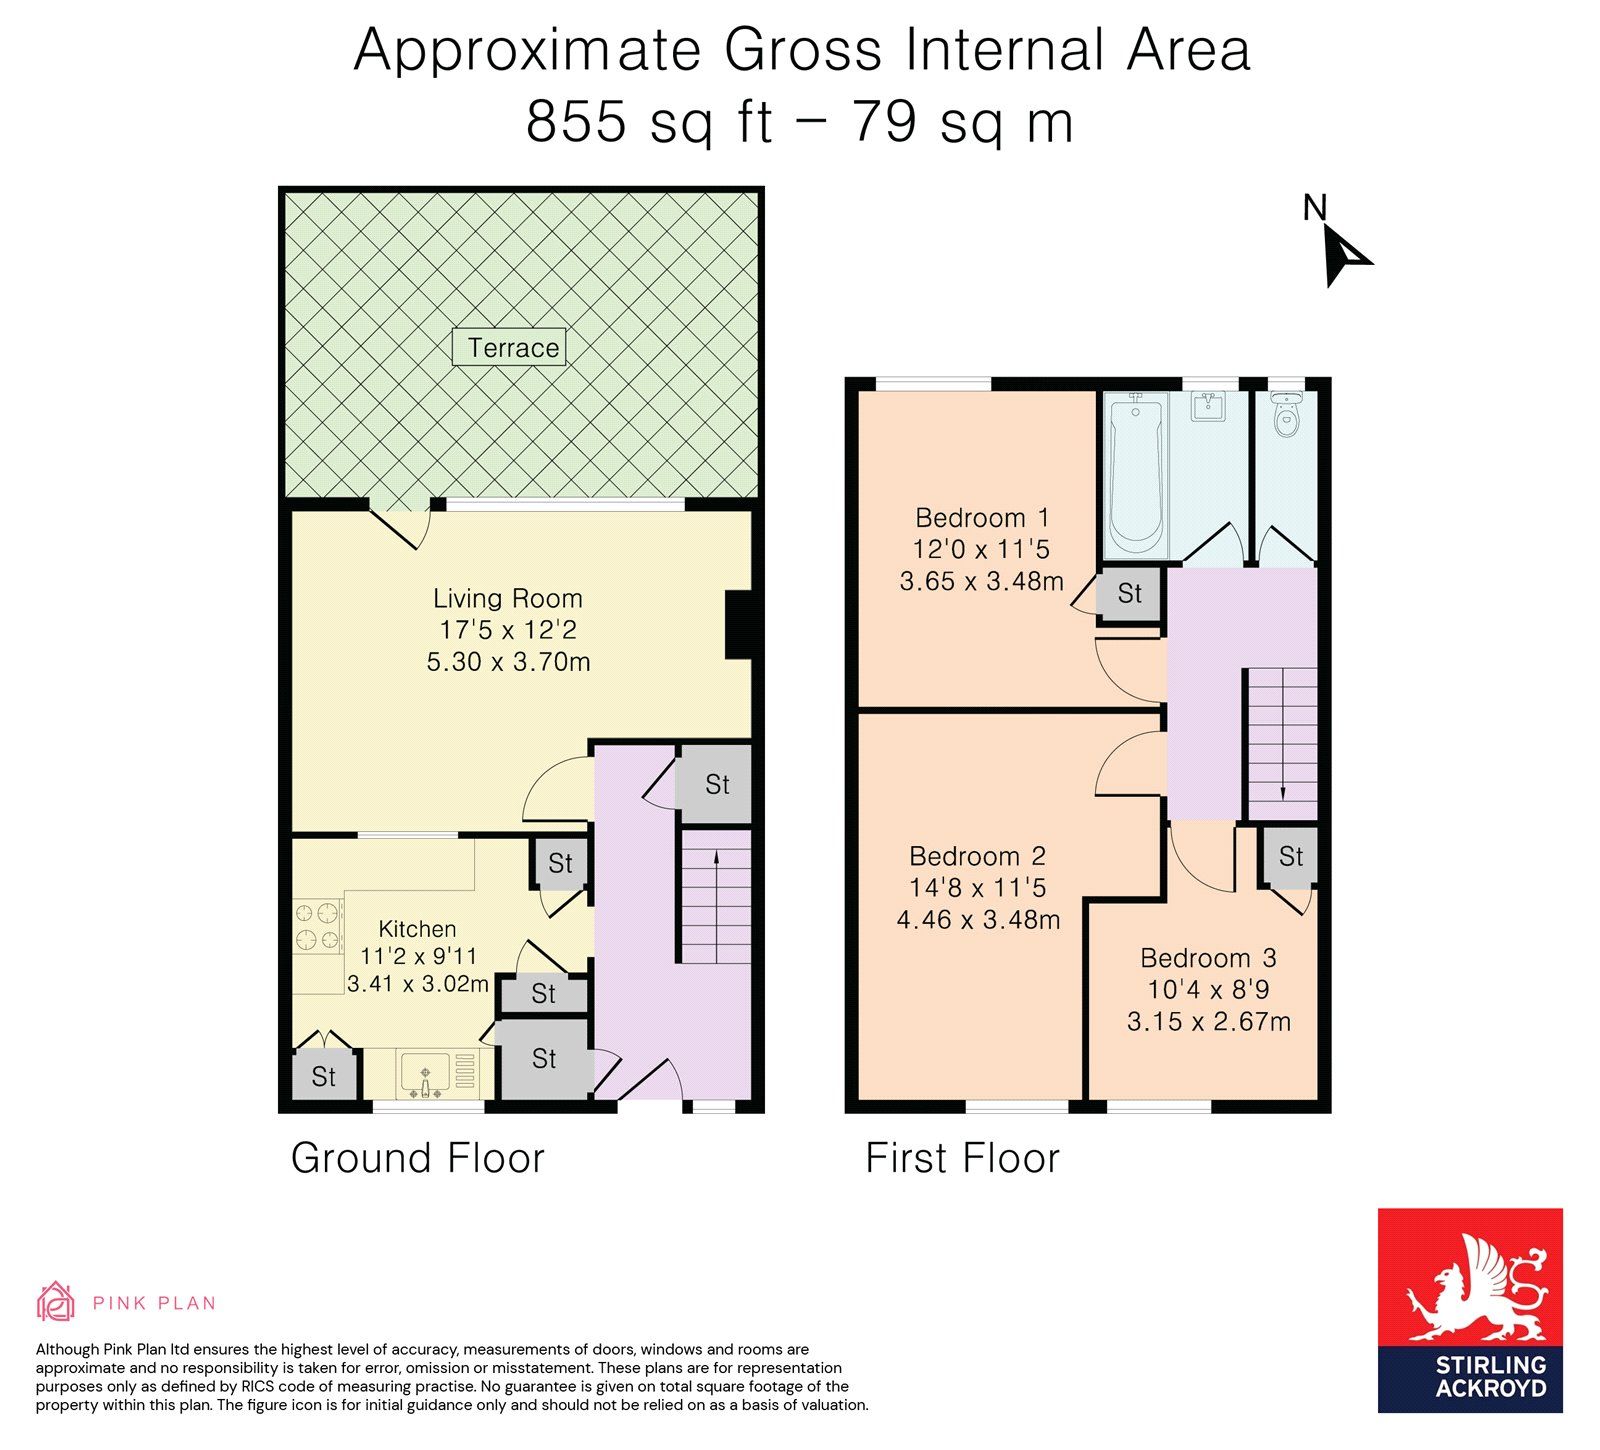 Approximate Gross Internal Area
855 sq ft – 79 sq m
N
Terrace
Living Room
17'5 x 12'2
5.30 x 3.70m
St
St
Kitchen
11'2 x 9'11
3.41 x 3.02m
St
St
St
Ground Floor
Bedroom 1
12'0 x 11'5
3.65 x 3.48m
St
Bedroom 2
14'8 x 11'5
4.46 x 3.48m
St
Bedroom 3
10'4 x 8'9
3.15 x 2.67m
First Floor
PINK PLAN
Although Pink Plan ltd ensures the highest level of accuracy, measurements of doors, windows and rooms are
approximate and no responsibility is taken for error, omission or misstatement. These plans are for representation
purposes only as defined by RICS code of measuring practise. No guarantee is given on total square footage of the
property within this plan. The figure icon is for initial guidance only and should not be relied on as a basis of valuation.
STIRLING
ACKROYD